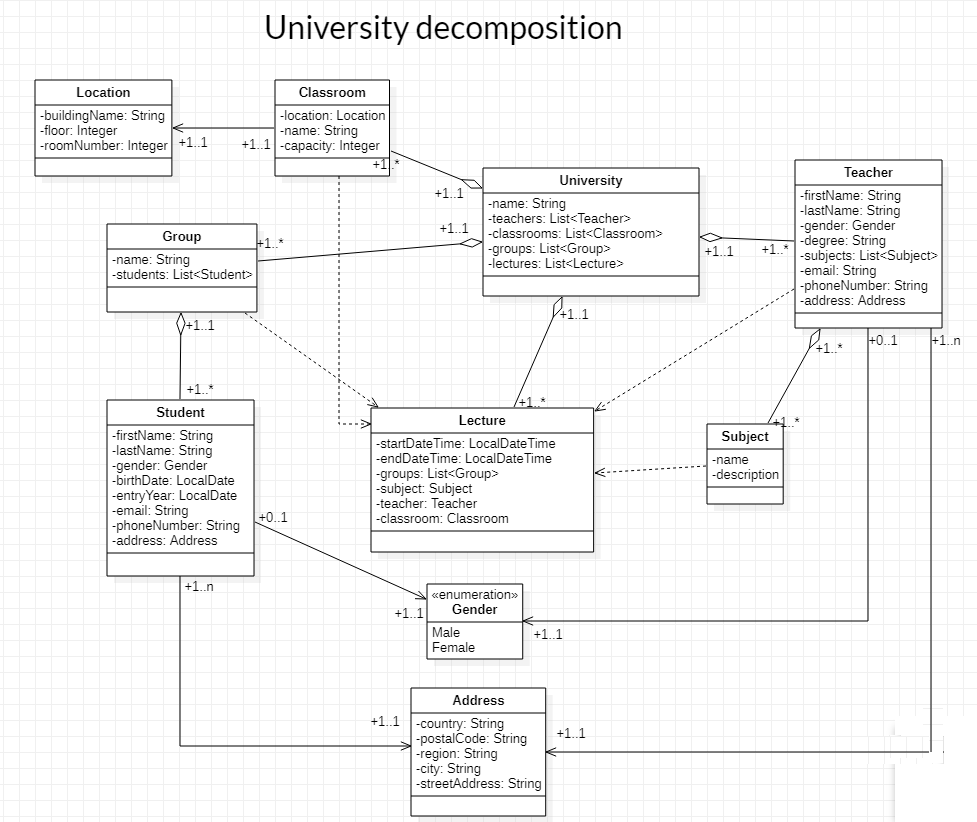 University decomposition
Location
-buildingName: String
-floor: Integer
-roomNumber: Integer
+1..1
+1..1
Classroom
-location: Location
-name: String
-capacity: Integer
+1..*
+1..1
University
-name: String
-teachers: List<Teacher>
-classrooms: List<Classroom>
-groups: List<Group>
-lectures: List<Lecture>
Teacher
-firstName: String
-lastName: String
-gender: Gender
-degree: String
-subjects: List<Subject>
-email: String
-phoneNumber: String
-address: Address
Group
-name: String
-students: List<Student>
+1..*
+1..1
+1..1
+1..*
+1..1
+1..1
+1..*
+0..1
+1..n
+1..*
+1..*
+1..*
Student
-firstName: String
-lastName: String
-gender: Gender
-birthDate: LocalDate
-entryYear: LocalDate
-email: String
-phoneNumber: String
-address: Address
Lecture
-startDateTime: LocalDateTime
-endDateTime: LocalDateTime
-groups: List<Group>
-subject: Subject
-teacher: Teacher
-classroom: Classroom
Subject
-name
-description
+0..1
+1..n
+1..1
«enumeration»
Gender
Male
Female
+1..1
+1..1
Address
-country: String
-postalCode: String
-region: String
-city: String
-streetAddress: String
+1..1